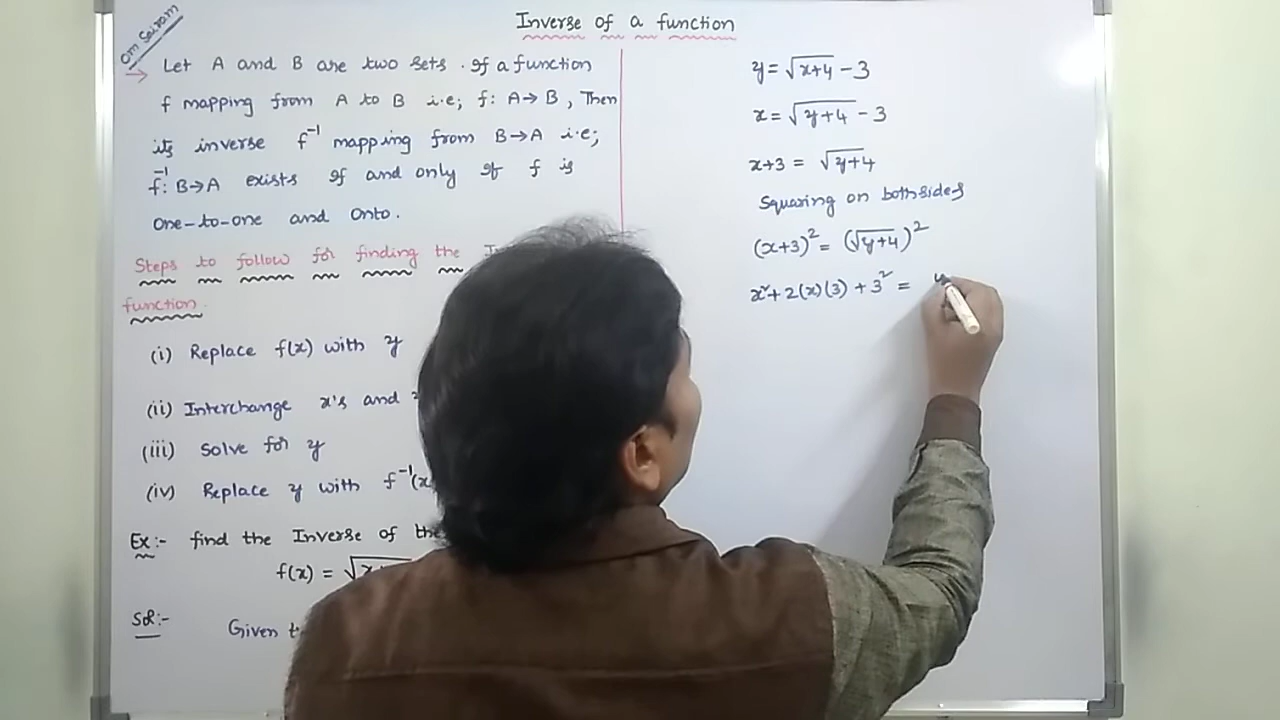 Inverse of a function
Om Sairam
→ Let A and B are two sets. If a function
f mapping from A to B i.e; f: A→B, Then
its inverse f⁻¹ mapping from B→A i.e;
f⁻¹: B→A exists if and only if f is
one-to-one and onto.
Steps to follow for finding the
function.
(i) Replace f(x) with y
(ii) Interchange x's and
(iii) Solve for y
(iv) Replace y with f⁻¹(x
Ex:- find the Inverse of the
f(x) = √x
Sol:- Given
y = √x+4 - 3
x = √y+4 - 3
x+3 = √y+4
Squaring on both sides
(x+3)² = (√y+4)²
x²+2(x)(3)+3² =